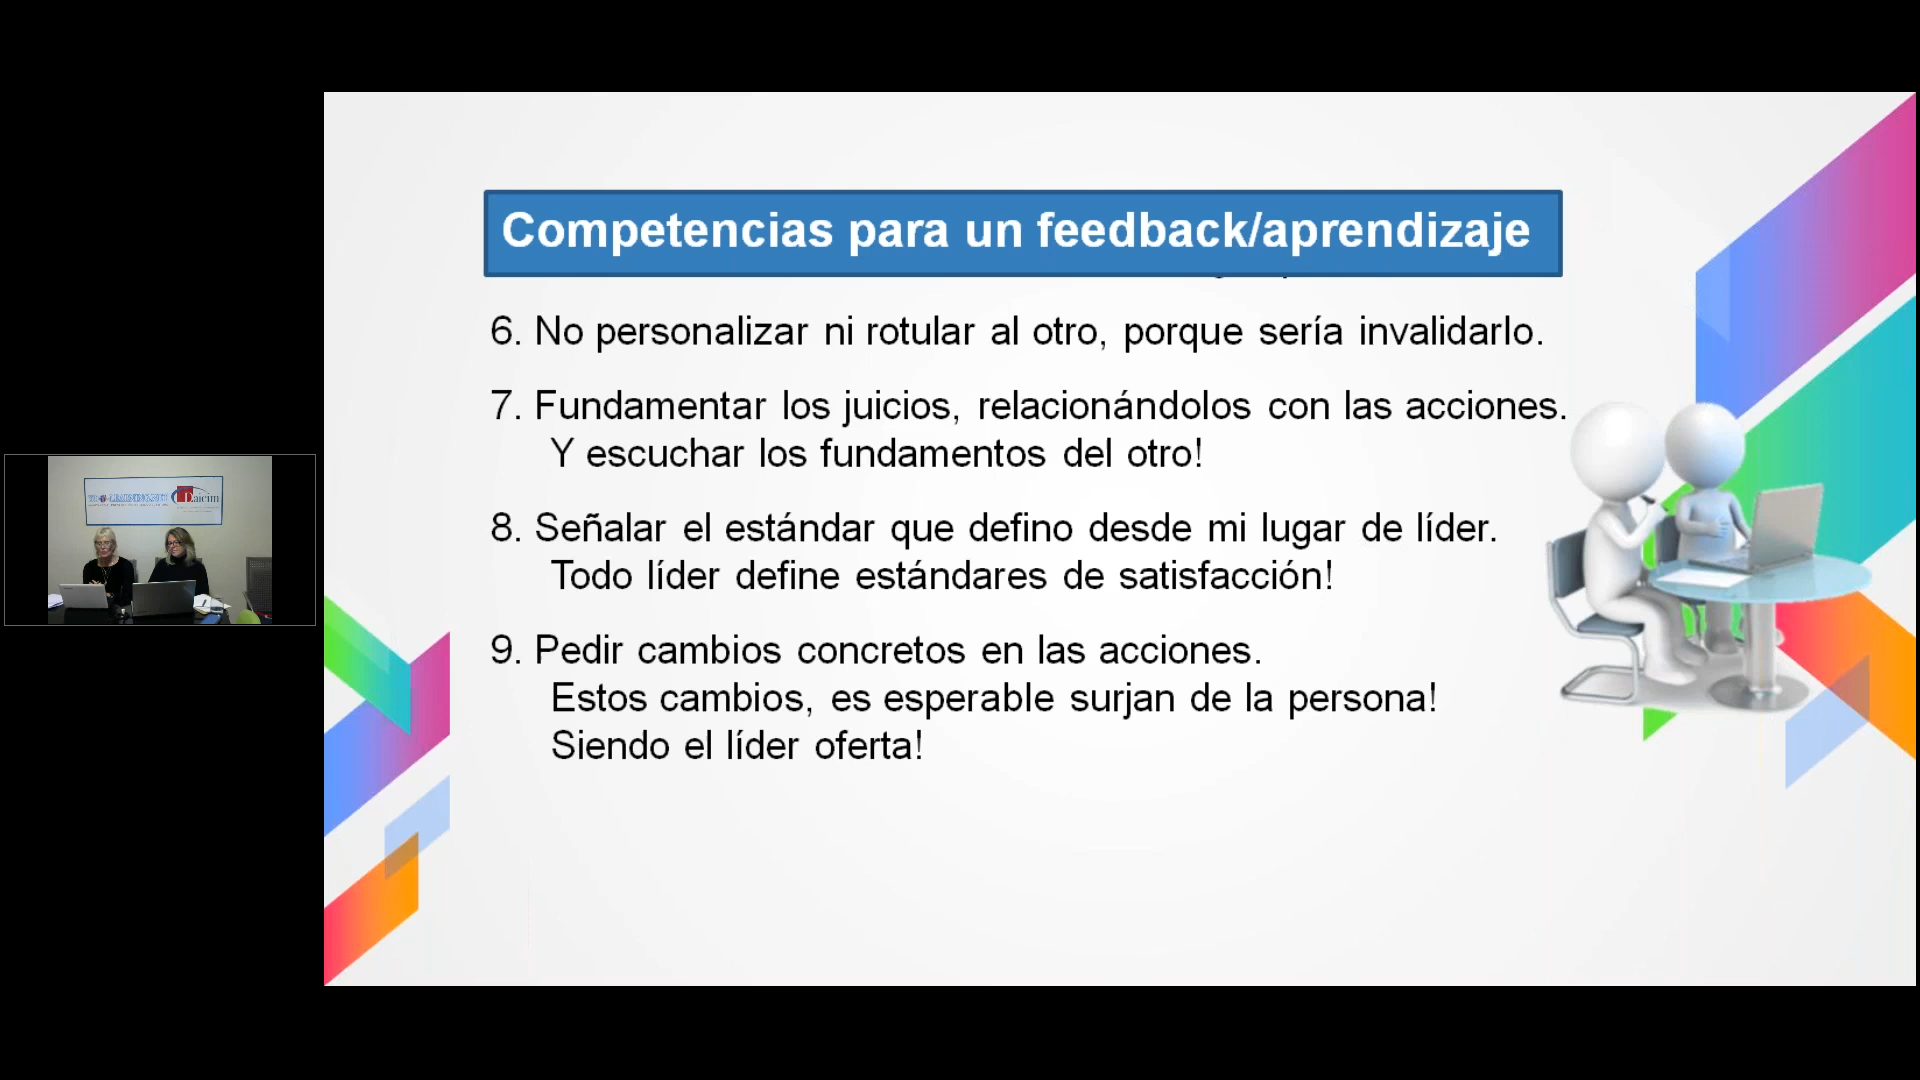 Competencias para un feedback/aprendizaje
6. No personalizar ni rotular al otro, porque sería invalidarlo.
7. Fundamentar los juicios, relacionándolos con las acciones.
Y escuchar los fundamentos del otro!
8. Señalar el estándar que defino desde mi lugar de líder.
Todo líder define estándares de satisfacción!
9. Pedir cambios concretos en las acciones.
Estos cambios, es esperable surjan de la persona!
Siendo el líder oferta!
Daicim